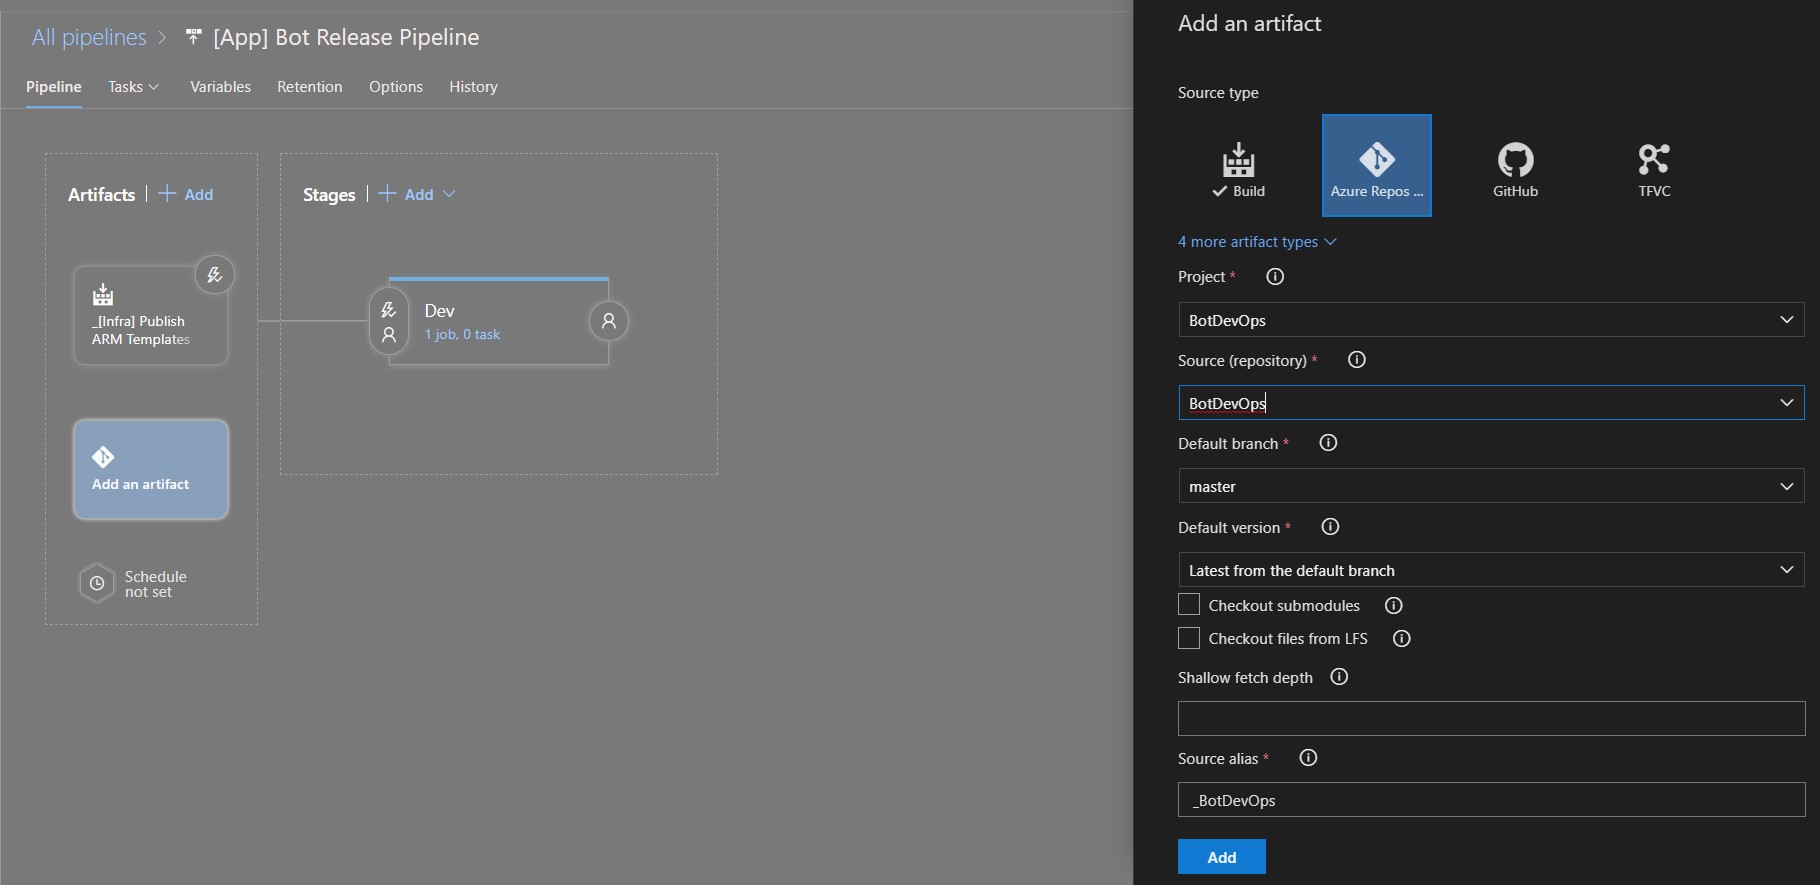 All pipelines > [App] Bot Release Pipeline
Pipeline Tasks Variables Retention Options History
Artifacts | + Add
Stages | + Add
_[Infra] Publish
ARM Templates
Dev
1 job, 0 task
Add an artifact
Schedule
not set
Add an artifact
Source type
Build
Azure Repos ...
GitHub
TFVC
4 more artifact types
Project *
BotDevOps
Source (repository) *
BotDevOps
Default branch *
master
Default version *
Latest from the default branch
Checkout submodules
Checkout files from LFS
Shallow fetch depth
Source alias *
_BotDevOps
Add